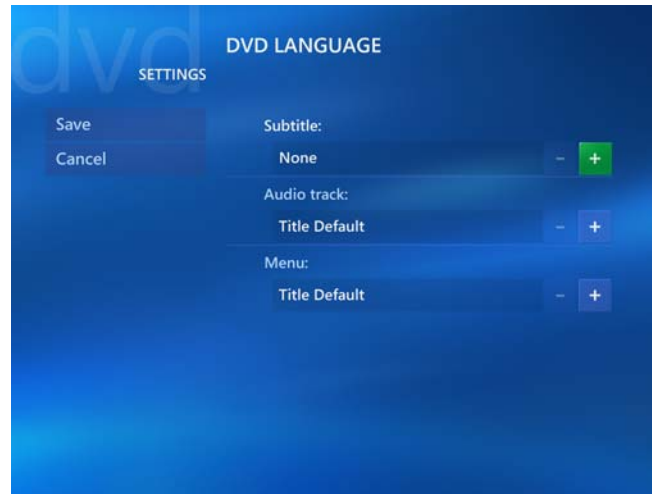 dvd
DVD LANGUAGE
SETTINGS
Save
Cancel
Subtitle:
None - +
Audio track:
Title Default - +
Menu:
Title Default - +